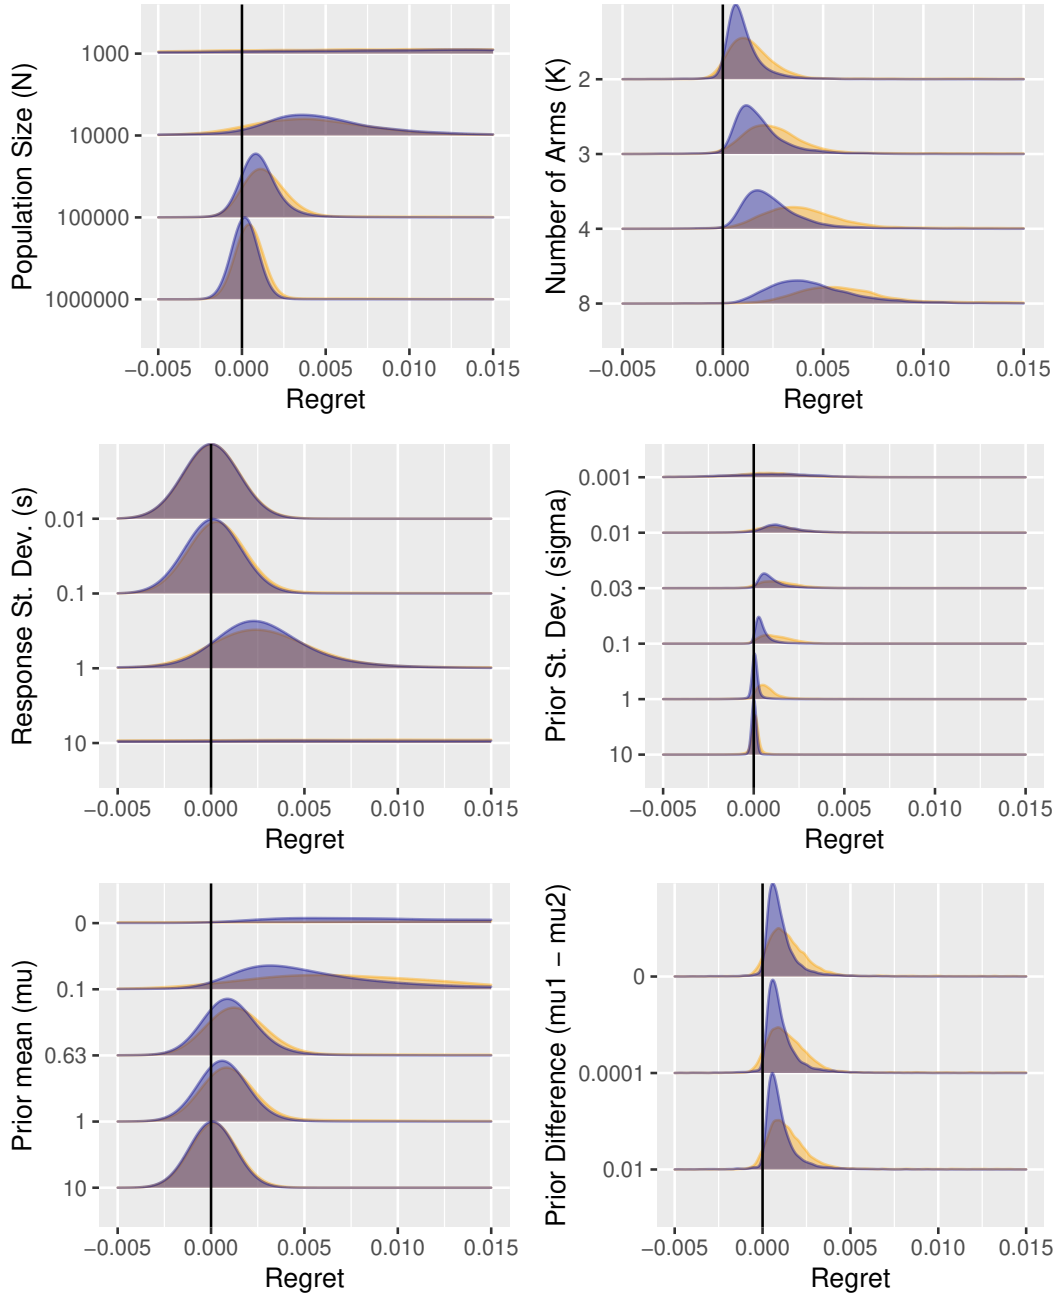 Population Size (N)
1000
10000
100000
1000000
−0.005 0.000 0.005 0.010 0.015
Regret
Number of Arms (K)
2
3
4
8
−0.005 0.000 0.005 0.010 0.015
Regret
Response St. Dev. (s)
0.01
0.1
1
10
−0.005 0.000 0.005 0.010 0.015
Regret
Prior St. Dev. (sigma)
0.001
0.01
0.03
0.1
1
10
−0.005 0.000 0.005 0.010 0.015
Regret
Prior mean (mu)
0
0.1
0.63
1
10
−0.005 0.000 0.005 0.010 0.015
Regret
Prior Difference (mu1 − mu2)
0
0.0001
0.01
−0.005 0.000 0.005 0.010 0.015
Regret